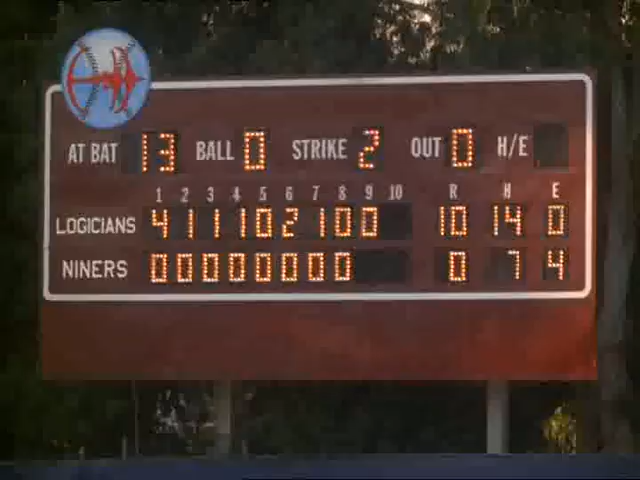 AT BAT 13 BALL 0 STRIKE 2 OUT 0 H/E
1 2 3 4 5 6 7 8 9 10 R H E
LOGICIANS 4 1 1 1 0 2 1 0 0 10 14 0
NINERS 0 0 0 0 0 0 0 0 0 7 4